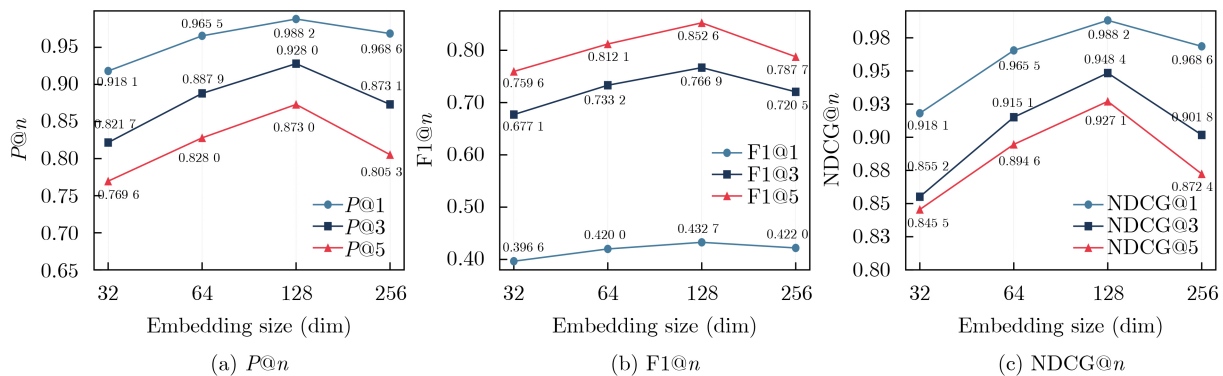 P@n
0.95
0.90
0.85
0.80
0.75
0.70
0.65
0.918 1
0.965 5
0.988 2
0.968 6
0.821 7
0.887 9
0.928 0
0.873 1
0.769 6
0.828 0
0.873 0
0.805 3
P@1
P@3
P@5
32 64 128 256
Embedding size (dim)
(a) P@n
F1@n
0.80
0.70
0.60
0.50
0.40
0.759 6
0.812 1
0.852 6
0.787 7
0.677 1
0.733 2
0.766 9
0.720 5
F1@1
F1@3
F1@5
0.396 6
0.420 0
0.432 7
0.422 0
32 64 128 256
Embedding size (dim)
(b) F1@n
NDCG@n
0.98
0.95
0.93
0.90
0.88
0.85
0.83
0.80
0.918 1
0.965 5
0.988 2
0.968 6
0.855 2
0.915 1
0.948 4
0.901 8
0.845 5
0.894 6
0.927 1
0.872 4
NDCG@1
NDCG@3
NDCG@5
32 64 128 256
Embedding size (dim)
(c) NDCG@n